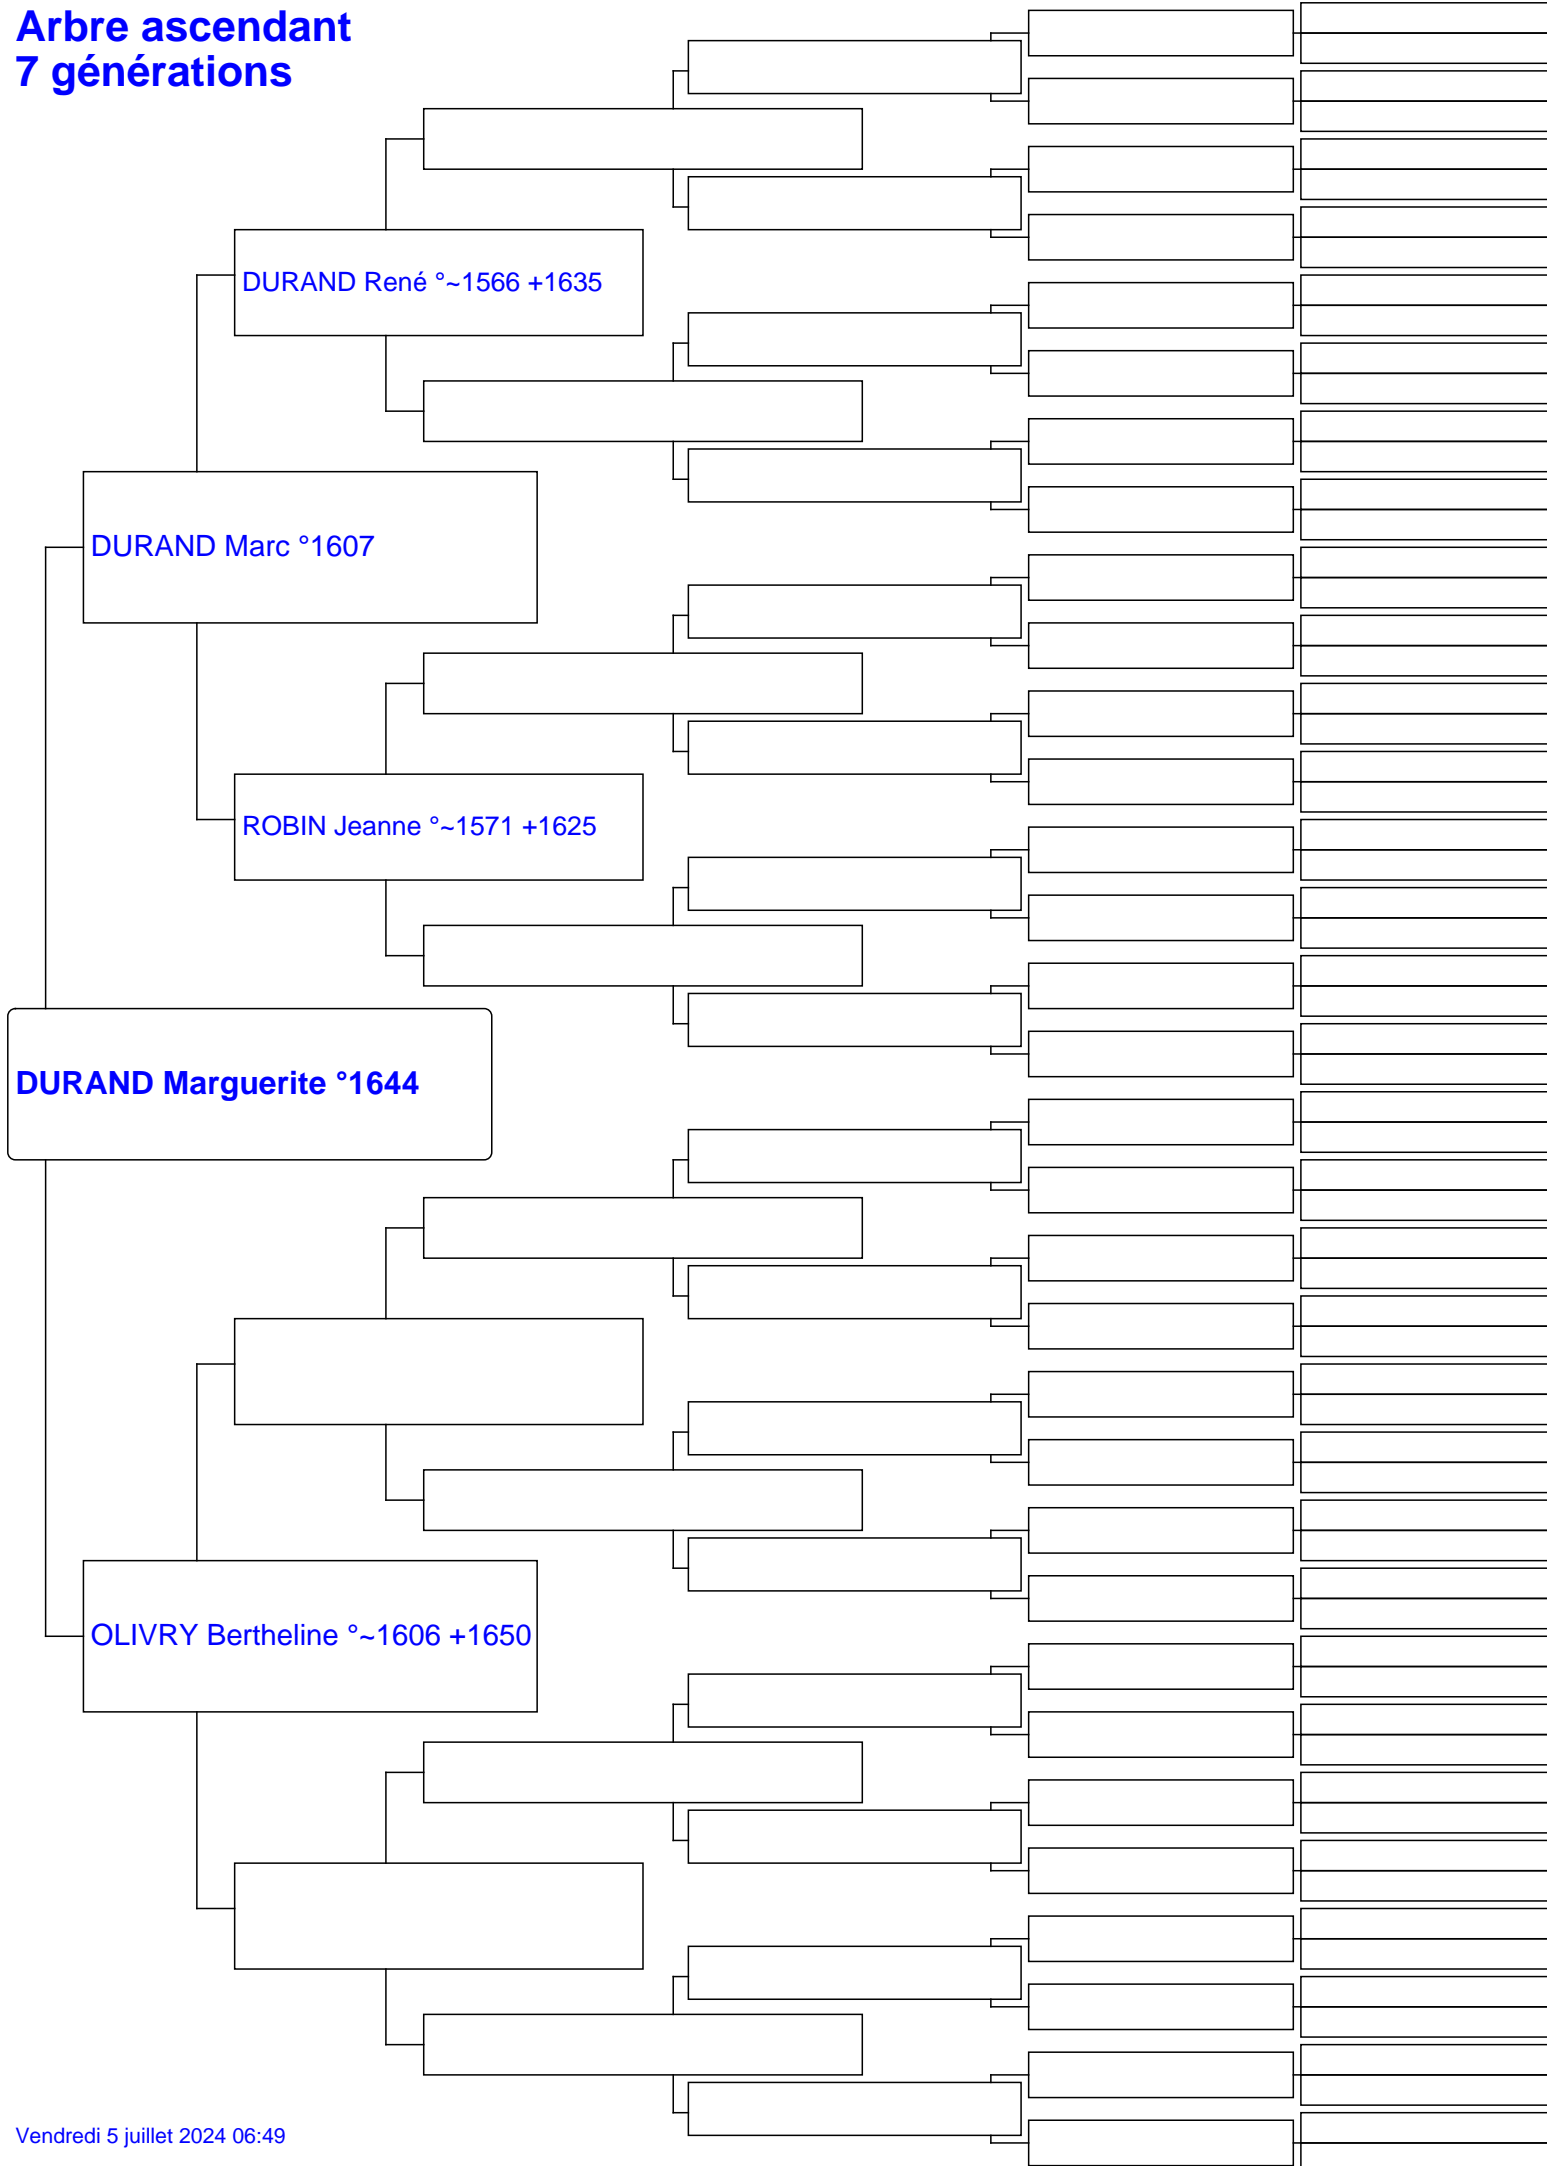 Arbre ascendant
7 générations
DURAND René °~1566 +1635
DURAND Marc °1607
ROBIN Jeanne °~1571 +1625
DURAND Marguerite °1644
OLIVRY Bertheline °~1606 +1650
Vendredi 5 juillet 2024 06:49